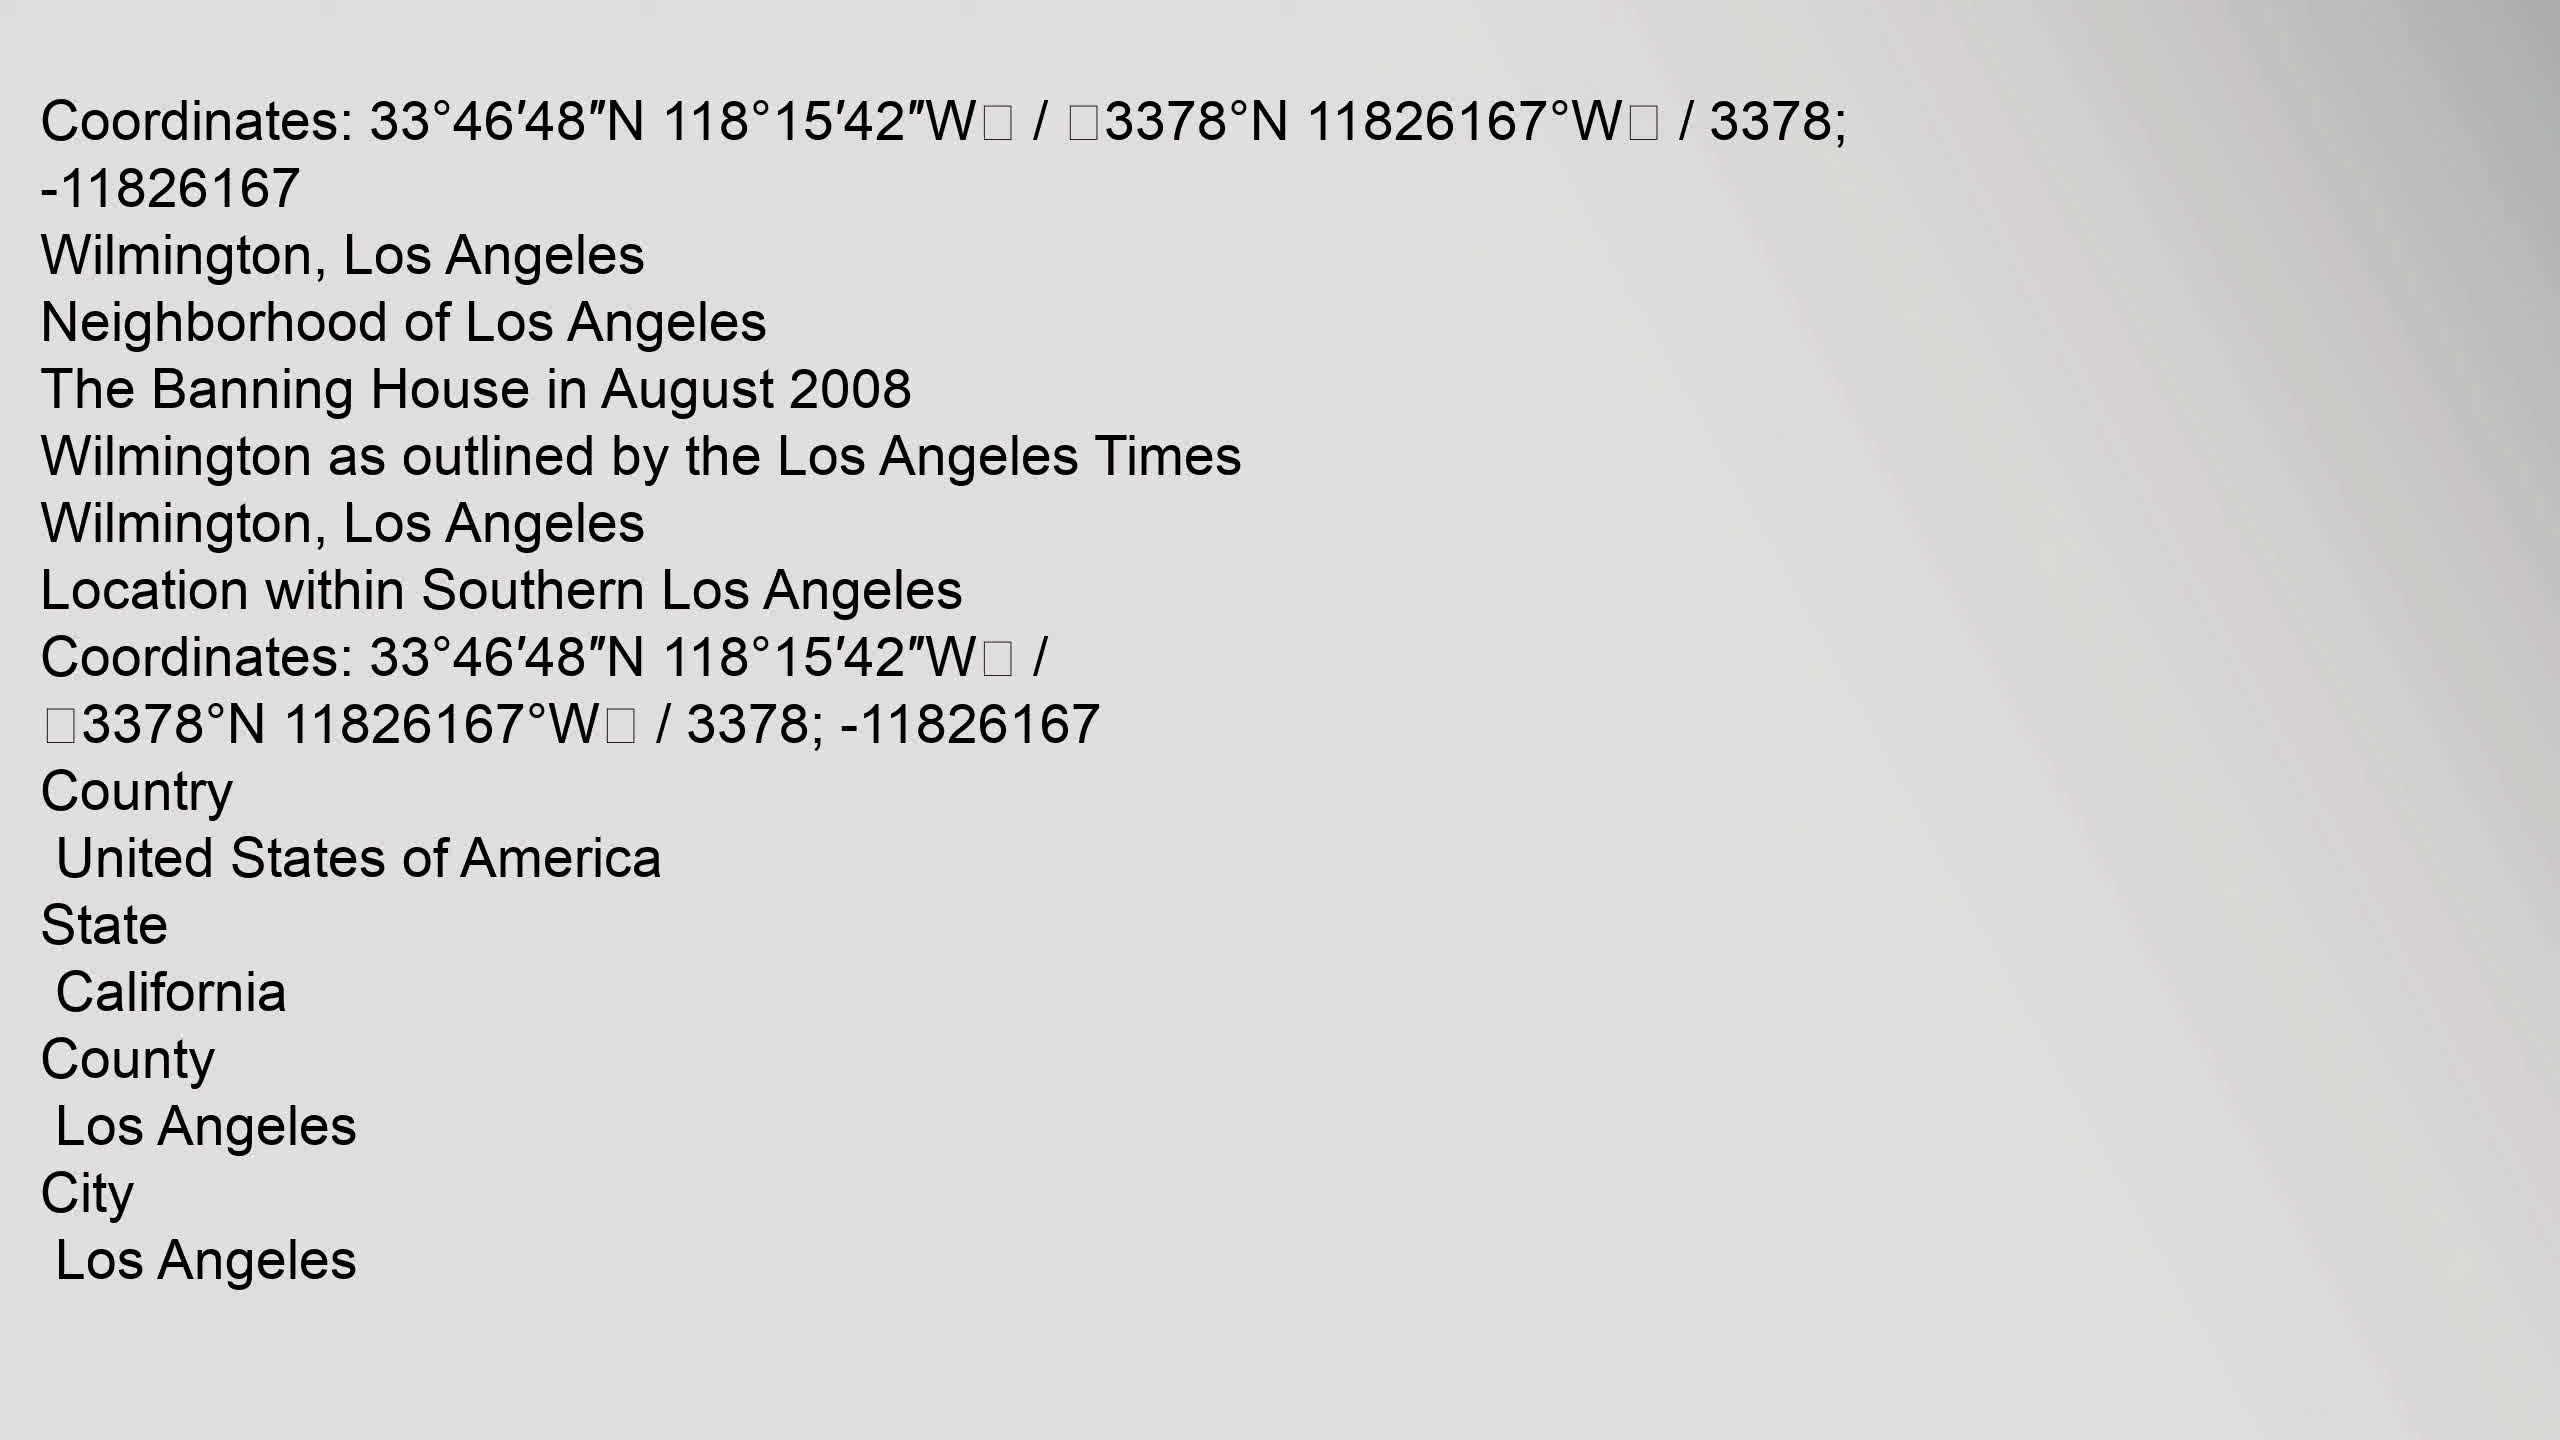 Coordinates: 33°46′48″N 118°15′42″W□ / □3378°N 11826167°W□ / 3378;
-11826167
Wilmington, Los Angeles
Neighborhood of Los Angeles
The Banning House in August 2008
Wilmington as outlined by the Los Angeles Times
Wilmington, Los Angeles
Location within Southern Los Angeles
Coordinates: 33°46′48″N 118°15′42″W□ /
□3378°N 11826167°W□ / 3378; -11826167
Country
United States of America
State
California
County
Los Angeles
City
Los Angeles